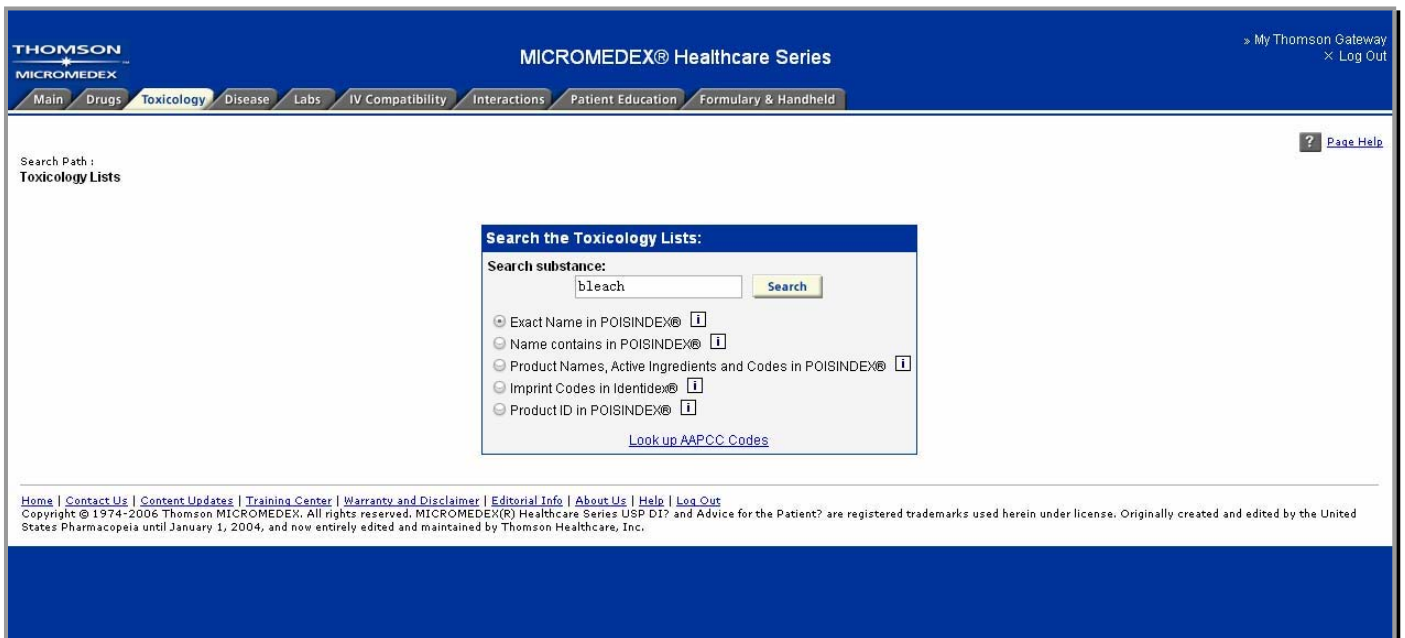 THOMSON
MICROMEDEX
MICROMEDEX® Healthcare Series
» My Thomson Gateway
× Log Out
Main Drugs Toxicology Disease Labs IV Compatibility Interactions Patient Education Formulary & Handheld
? Page Help
Search Path :
Toxicology Lists
Search the Toxicology Lists:
Search substance:
bleach Search
Exact Name in POISINDEX® i
Name contains in POISINDEX® i
Product Names, Active Ingredients and Codes in POISINDEX® i
Imprint Codes in Identidex® i
Product ID in POISINDEX® i
Look up AAPCC Codes
Home | Contact Us | Content Updates | Training Center | Warranty and Disclaimer | Editorial Info | About Us | Help | Log Out
Copyright © 1974-2006 Thomson MICROMEDEX. All rights reserved. MICROMEDEX(R) Healthcare Series USP DI? and Advice for the Patient? are registered trademarks used herein under license. Originally created and edited by the United
States Pharmacopeia until January 1, 2004, and now entirely edited and maintained by Thomson Healthcare, Inc.